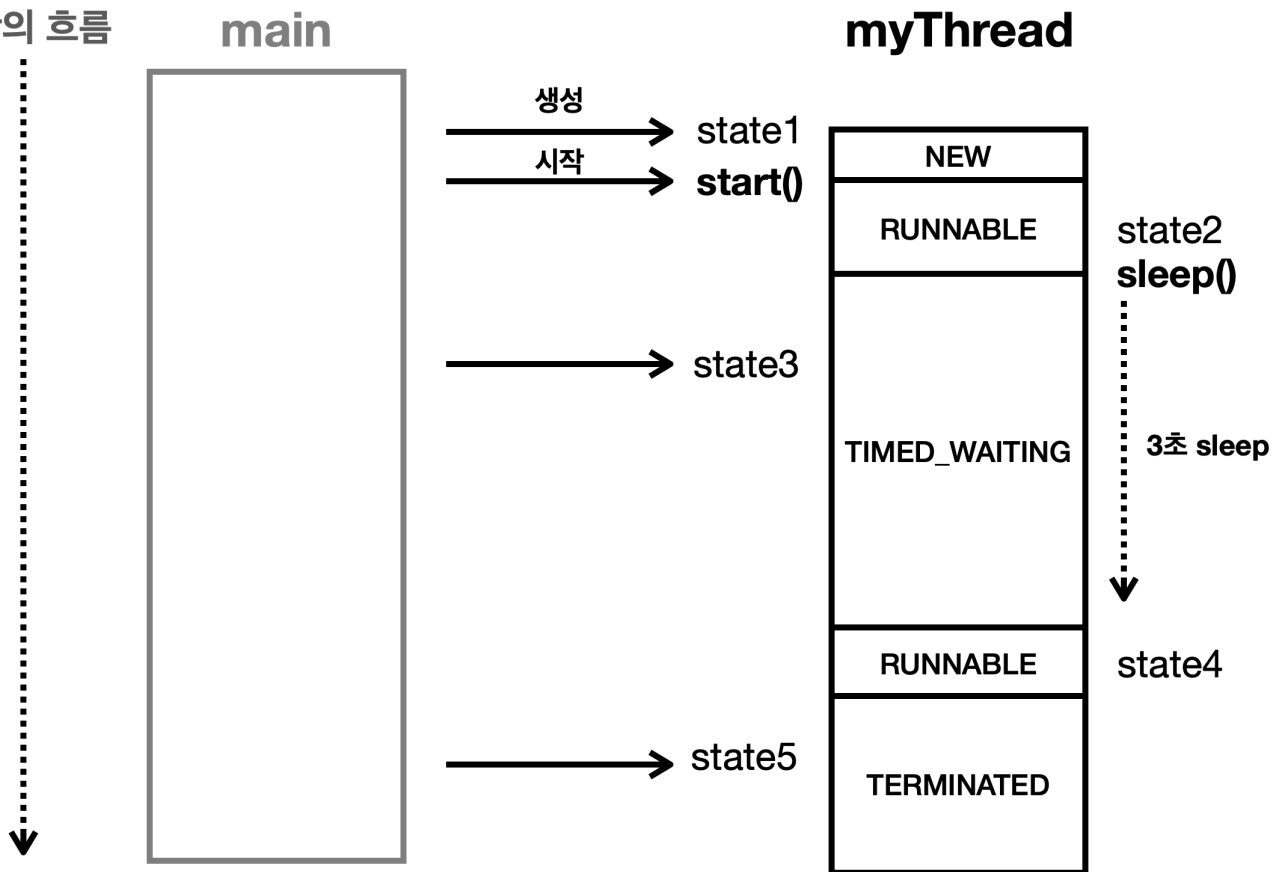 의 흐름
main
myThread
생성
state1
NEW
시작
start()
RUNNABLE
state2
sleep()
state3
TIMED_WAITING
3초 sleep
RUNNABLE
state4
state5
TERMINATED